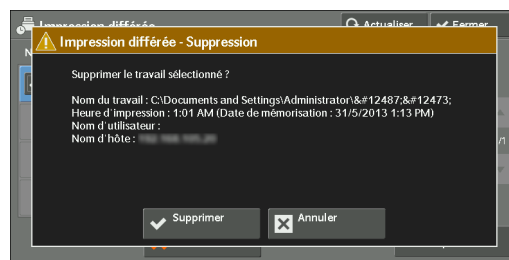 Impression différée
Actualiser
Fermer
Impression différée - Suppression
Supprimer le travail sélectionné ?
Nom du travail : C:\Documents and Settings\Administrator\&#12487;&#12473;
Heure d'impression : 1:01 AM (Date de mémorisation : 31/5/2013 1:13 PM)
Nom d'utilisateur :
Nom d'hôte :
/1
Supprimer
Annuler